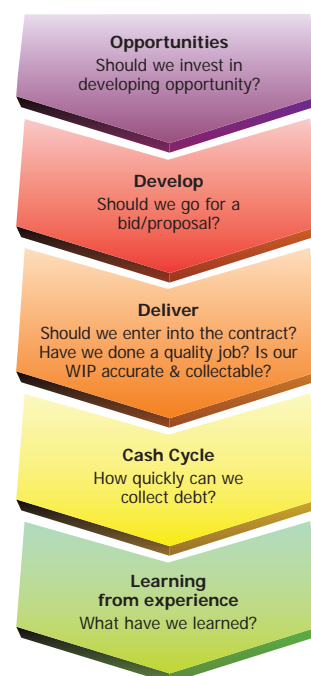 Opportunities
Should we invest in
developing opportunity?
Develop
Should we go for a
bid/proposal?
Deliver
Should we enter into the contract?
Have we done a quality job? Is our
WIP accurate & collectable?
Cash Cycle
How quickly can we
collect debt?
Learning
from experience
What have we learned?